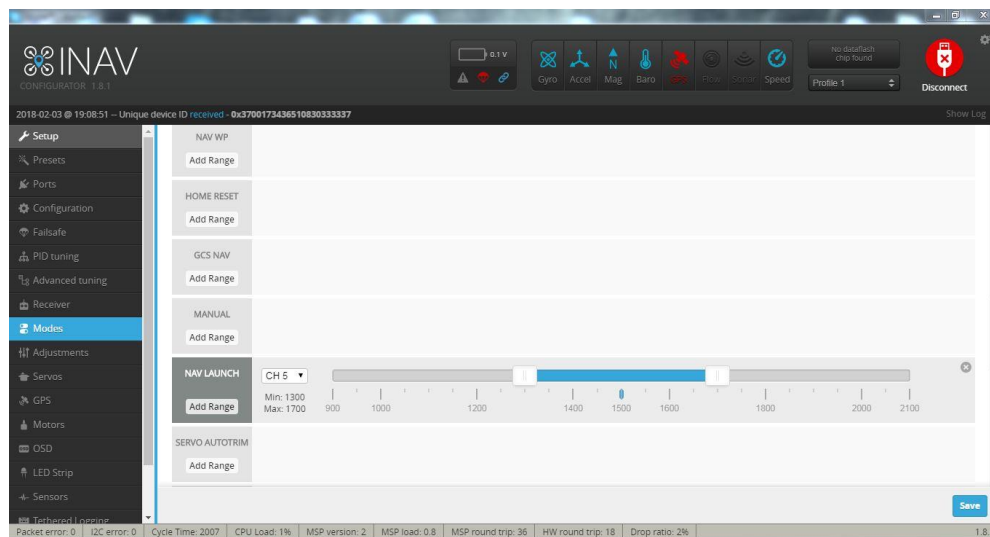 INAV
CONFIGURATOR 1.8.1
0.1 V
Gyro Accel Mag Baro GPS Flow Sonar Speed
No dataflash
chip found
Profile 1
Disconnect
2018-02-03 @ 19:08:51 -- Unique device ID received - 0x3700173436510830333337
Show Log
Setup
Presets
Ports
Configuration
Failsafe
PID tuning
Advanced tuning
Receiver
Modes
Adjustments
Servos
GPS
Motors
OSD
LED Strip
Sensors
Tethered Logging
NAV WP
Add Range
HOME RESET
Add Range
GCS NAV
Add Range
MANUAL
Add Range
NAV LAUNCH
Add Range
CH 5
Min: 1300
Max: 1700
900 1000 1200 1400 1500 1600 1800 2000 2100
SERVO AUTOTRIM
Add Range
Save
Packet error: 0 I2C error: 0 Cycle Time: 2007 CPU Load: 1% MSP version: 2 MSP load: 0.8 MSP round trip: 36 HW round trip: 18 Drop ratio: 2% 1.8.